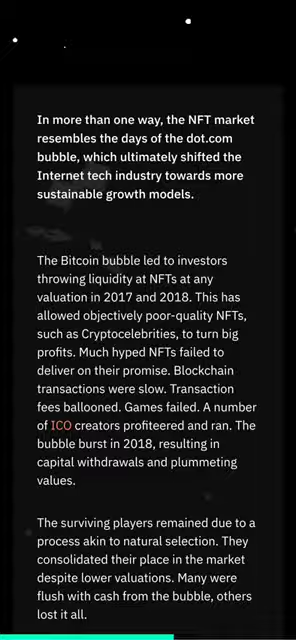 In more than one way, the NFT market
resembles the days of the dot.com
bubble, which ultimately shifted the
Internet tech industry towards more
sustainable growth models.
The Bitcoin bubble led to investors
throwing liquidity at NFTs at any
valuation in 2017 and 2018. This has
allowed objectively poor-quality NFTs,
such as Cryptocelebrities, to turn big
profits. Much hyped NFTs failed to
deliver on their promise. Blockchain
transactions were slow. Transaction
fees ballooned. Games failed. A number
of ICO creators profiteered and ran. The
bubble burst in 2018, resulting in
capital withdrawals and plummeting
values.
The surviving players remained due to a
process akin to natural selection. They
consolidated their place in the market
despite lower valuations. Many were
flush with cash from the bubble, others
lost it all.